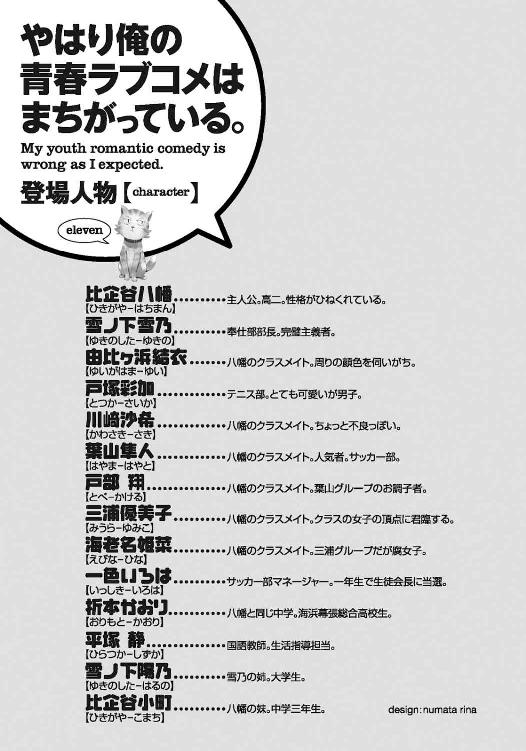 やはり俺の
青春ラブコメは
まちがっている。
My youth romantic comedy is
wrong as I expected.
登場人物【character】
eleven
比企谷八幡‥‥‥‥‥主人公。高二。性格がひねくれている。
【ひきがや−はちまん】
雪ノ下雪乃‥‥‥‥‥奉仕部部長。完璧主義者。
【ゆきのした−ゆきの】
由比ヶ浜結衣‥‥‥‥八幡のクラスメイト。周りの顔色を伺いがち。
【ゆいがはま−ゆい】
戸塚彩加‥‥‥‥‥‥テニス部。とても可愛いが男子。
【とつか−さいか】
川﨑沙希‥‥‥‥‥‥八幡のクラスメイト。ちょっと不良っぽい。
【かわさき−さき】
葉山隼人‥‥‥‥‥‥八幡のクラスメイト。人気者。サッカー部。
【はやま−はやと】
戸部 翔‥‥‥‥‥‥‥八幡のクラスメイト。葉山グループのお調子者。
【とべ−かける】
三浦優美子‥‥‥‥‥八幡のクラスメイト。クラスの女子の頂点に君臨する。
【みうら−ゆみこ】
海老名姫菜‥‥‥‥‥八幡のクラスメイト。三浦グループだが腐女子。
【えびな−ひな】
一色いろは‥‥‥‥‥サッカー部マネージャー。一年生で生徒会長に当選。
【いっしき−いろは】
折本かおり‥‥‥‥‥八幡と同じ中学。海浜幕張総合高校生。
【おりもと−かおり】
平塚 静‥‥‥‥‥‥‥国語教師。生活指導担当。
【ひらつか−しずか】
雪ノ下陽乃‥‥‥‥‥雪乃の姉。大学生。
【ゆきのした−はるの】
比企谷小町‥‥‥‥‥八幡の妹。中学三年生。
【ひきがや−こまち】
design:numata rina